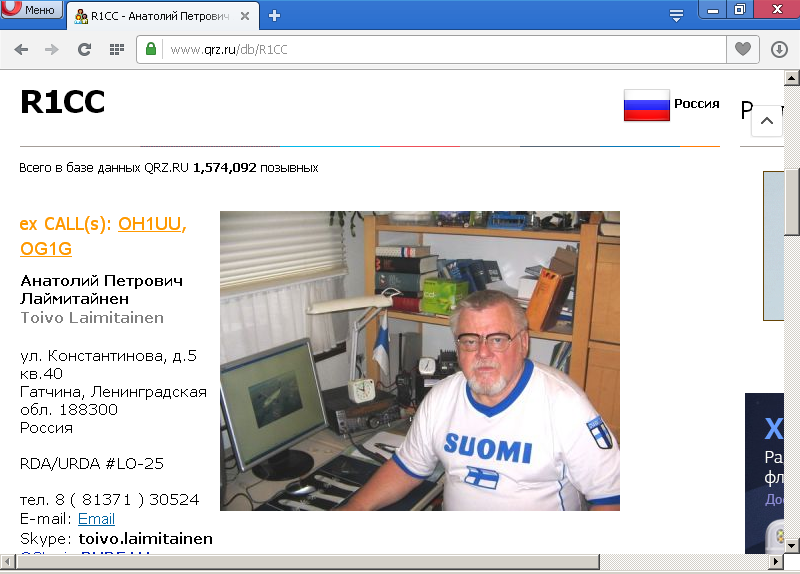 Меню
R1CC - Анатолий Петрович
www.qrz.ru/db/R1CC
R1CC
Россия
Всего в базе данных QRZ.RU 1,574,092 позывных
ex CALL(s): OH1UU,
OG1G
Анатолий Петрович
Лаймитайнен
Toivo Laimitainen
ул. Константинова, д.5
кв.40
Гатчина, Ленинградская
обл. 188300
Россия
RDA/URDA #LO-25
тел. 8 ( 81371 ) 30524
E-mail: Email
Skype: toivo.laimitainen
SUOMI